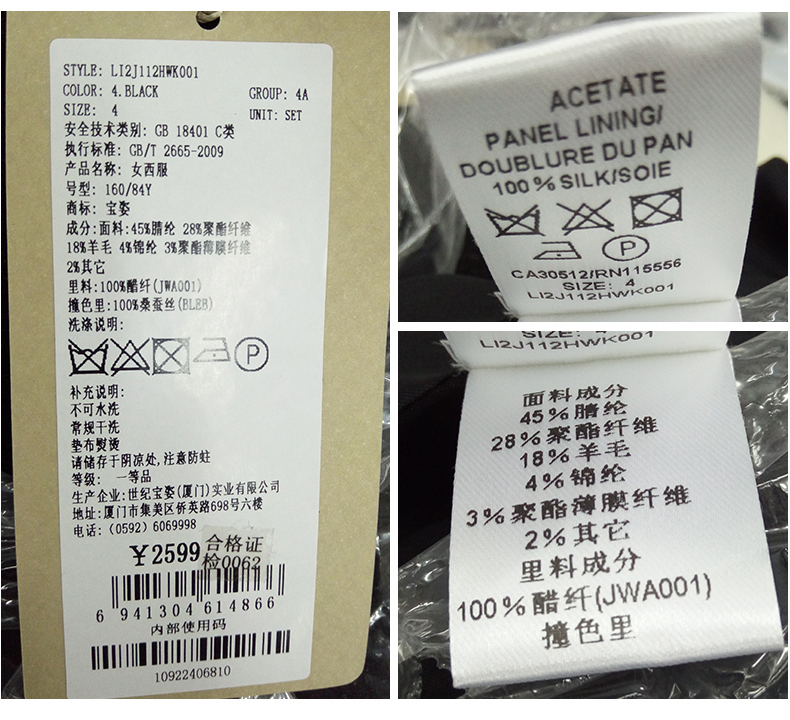 STYLE: LI2J112HWK001
COLOR: 4.BLACK
GROUP: 4A
SIZE: 4
UNIT: SET
安全技术类别: GB 18401 C类
执行标准: GB/T 2665-2009
产品名称: 女西服
号型: 160/84Y
商标: 宝姿
成分:面料:45%腈纶 28%聚酯纤维
18%羊毛 4%锦纶 3%聚酯薄膜纤维
2%其它
里料:100%醋纤(JWA001)
撞色里:100%桑蚕丝(BLEB)
洗涤说明:
P
补充说明:
不可水洗
常规干洗
垫布熨烫
请储存于阴凉处,注意防蛀
等级: 一等品
生产企业:世纪宝姿(厦门)实业有限公司
地址:厦门市集美区侨英路698号六楼
电话: (0592) 6069998
¥2599
合格证
检0062
6 941304 614866
内部使用码
10922406810
ACETATE
PANEL LINING/
DOUBLURE DU PAN
100% SILK/SOIE
P
CA30512/RN115556
SIZE: 4
LI2J112HWK001
SIZE: 4
LI2J112HWK001
面料成分
45%腈纶
28%聚酯纤维
18%羊毛
4%锦纶
3%聚酯薄膜纤维
2%其它
里料成分
100%醋纤(JWA001)
撞色里